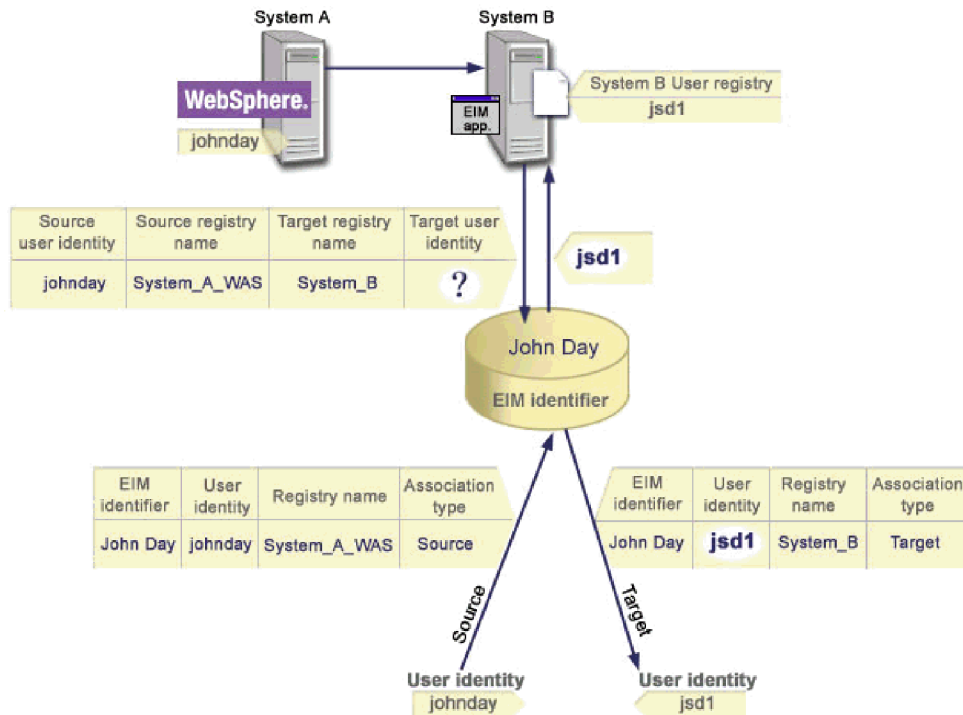 System A
System B
WebSphere.
johnday
EIM
app.
System B User registry
jsd1
Source
user identity
Source registry
name
Target registry
name
Target user
identity
johnday
System_A_WAS
System_B
?
jsd1
John Day
EIM identifier
EIM
identifier
User
identity
Registry name
Association
type
John Day
johnday
System_A_WAS
Source
EIM
identifier
User
identity
Registry
name
Association
type
John Day
jsd1
System_B
Target
Source
Target
User identity
johnday
User identity
jsd1